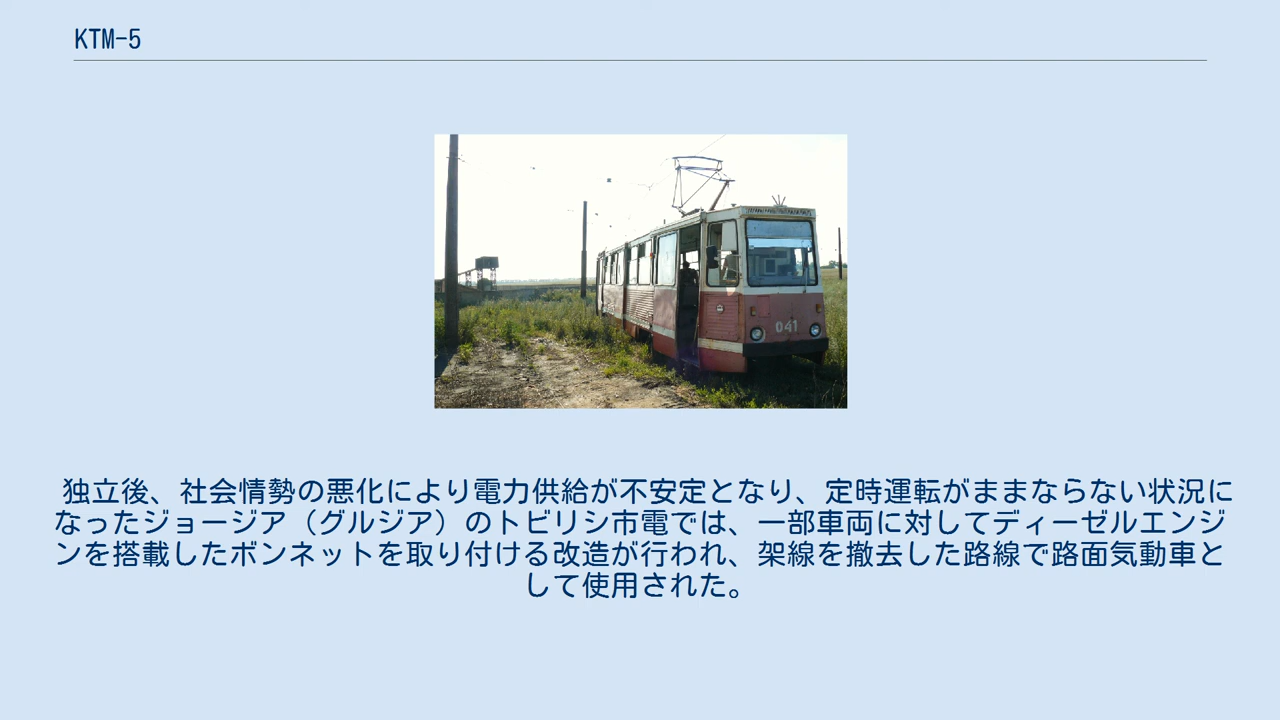 KTM-5
041
独立後、社会情勢の悪化により電力供給が不安定となり、定時運転がままならない状況に
なったジョージア（グルジア）のトビリシ市電では、一部車両に対してディーゼルエンジ
ンを搭載したボンネットを取り付ける改造が行われ、架線を撤去した路線で路面気動車と
して使用された。